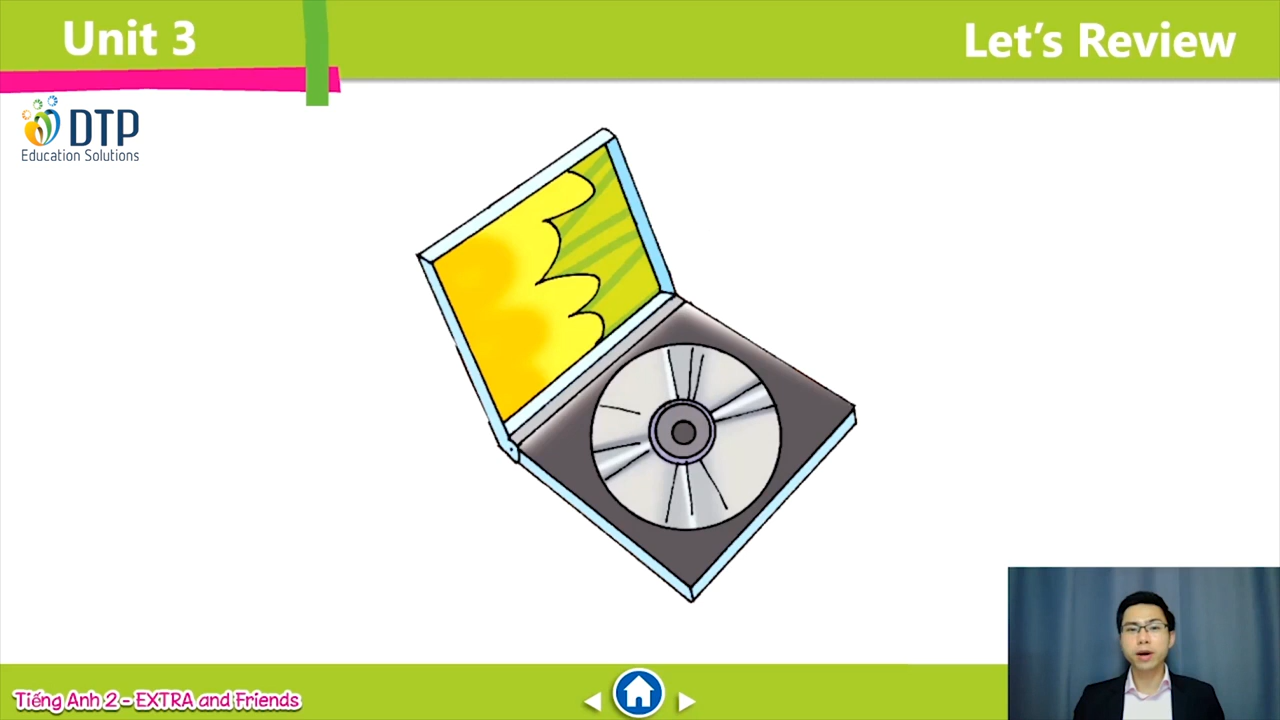 Unit 3
Let's Review
DTP
Education Solutions
Tiếng Anh 2 - EXTRA and Friends